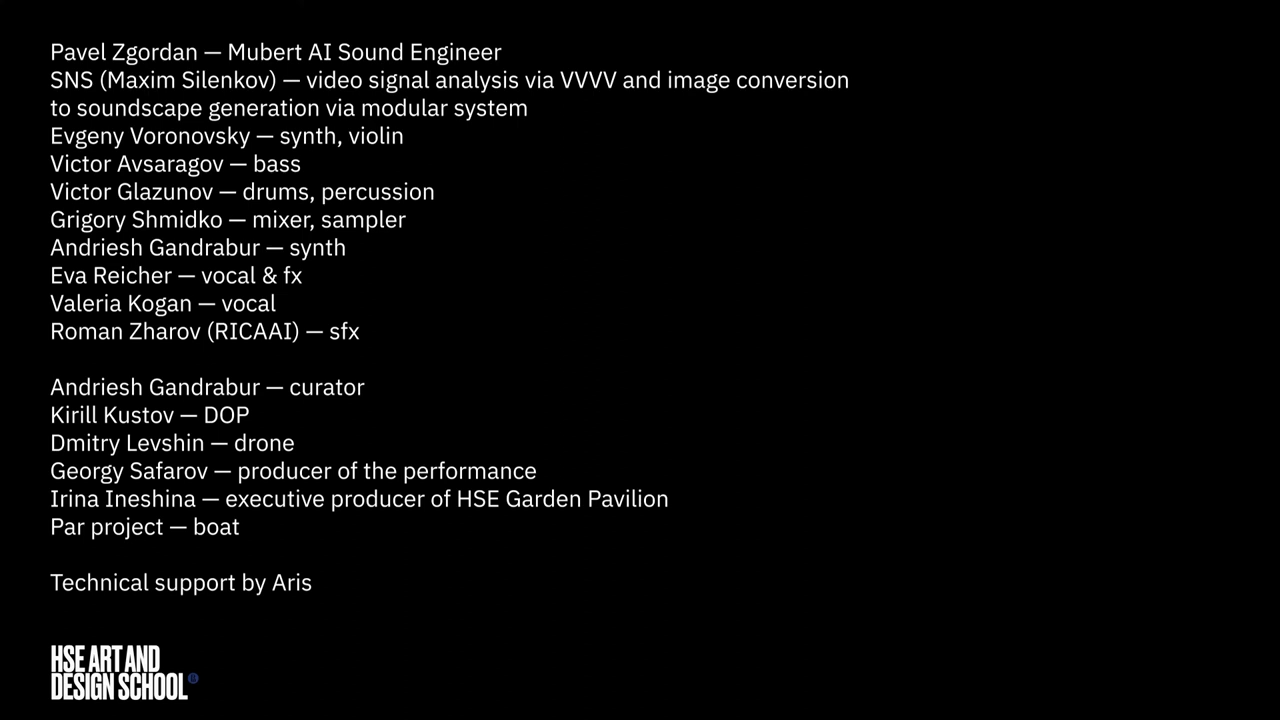 Pavel Zgordan — Mubert AI Sound Engineer
SNS (Maxim Silenkov) — video signal analysis via VVVV and image conversion
to soundscape generation via modular system
Evgeny Voronovsky — synth, violin
Victor Avsaragov — bass
Victor Glazunov — drums, percussion
Grigory Shmidko — mixer, sampler
Andriesh Gandrabur — synth
Eva Reicher — vocal & fx
Valeria Kogan — vocal
Roman Zharov (RICAAI) — sfx
Andriesh Gandrabur — curator
Kirill Kustov — DOP
Dmitry Levshin — drone
Georgy Safarov — producer of the performance
Irina Ineshina — executive producer of HSE Garden Pavilion
Par project — boat
Technical support by Aris
HSE ART AND
DESIGN SCHOOL